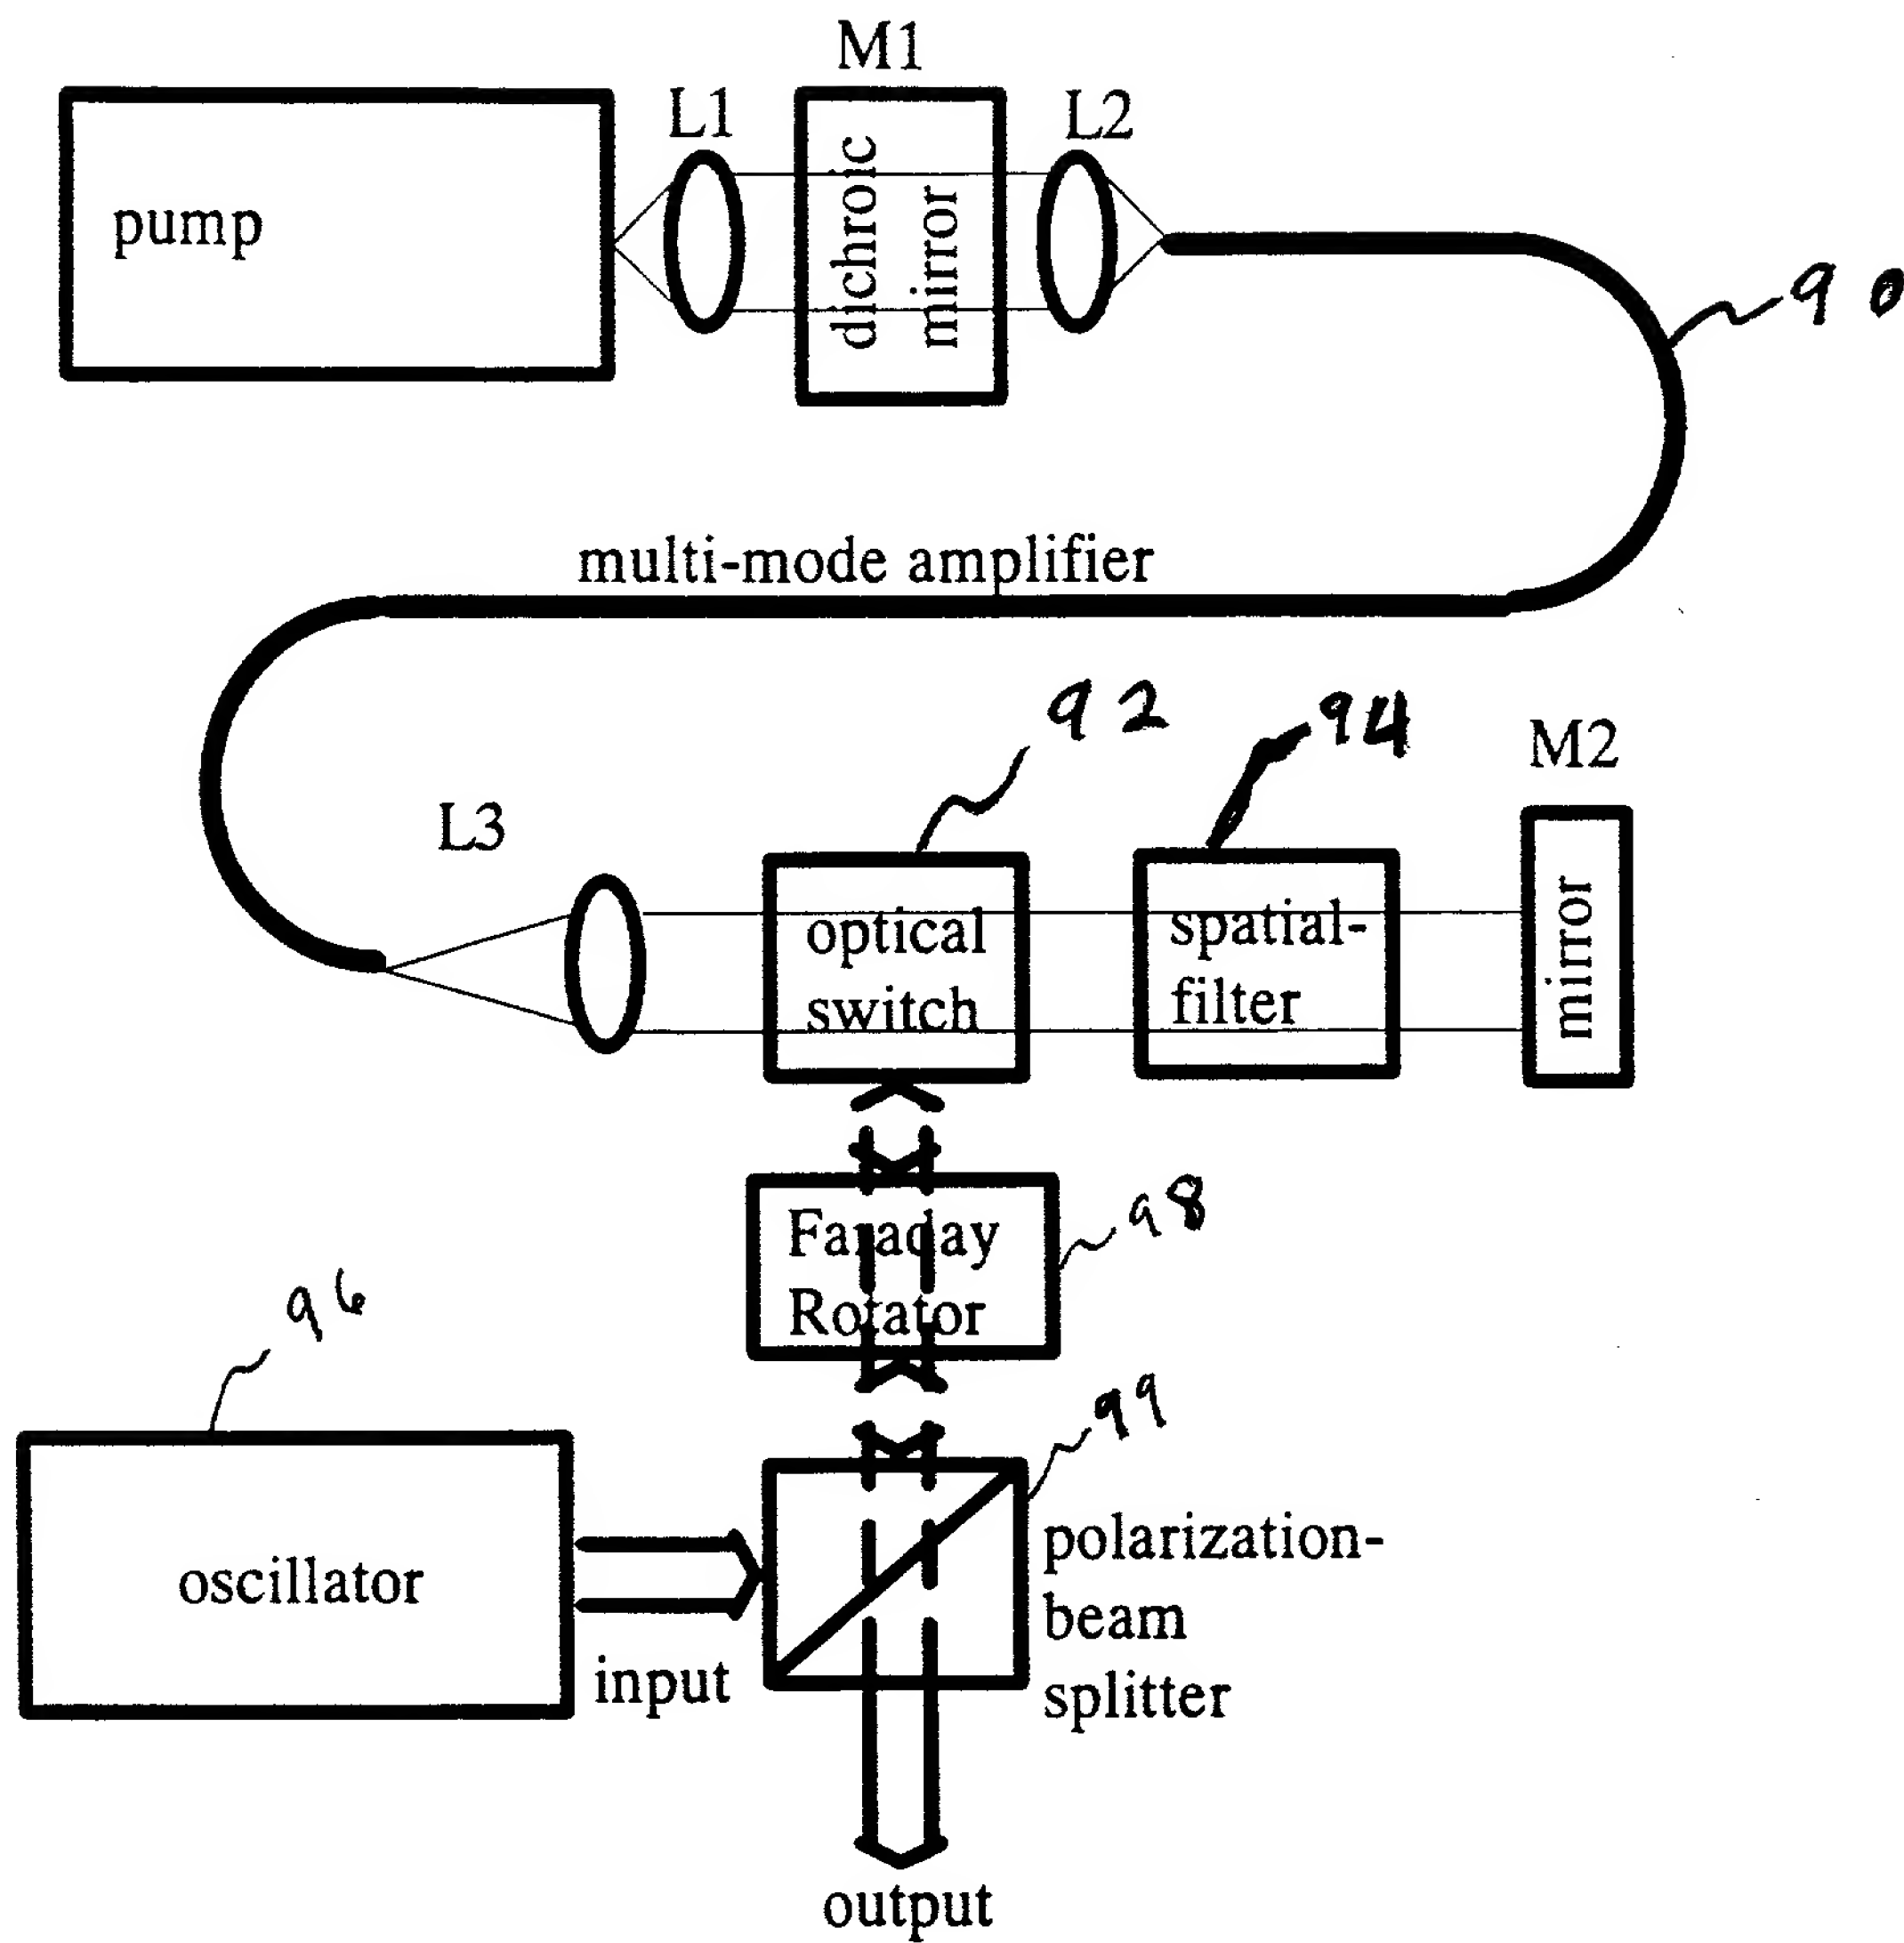 M1
L1
L2
pump
dichroic
mirror
90
multi-mode amplifier
92
94
M2
L3
optical
switch
spatial-
filter
mirror
Faraday
Rotator
98
96
99
oscillator
input
polarization-
beam
splitter
output